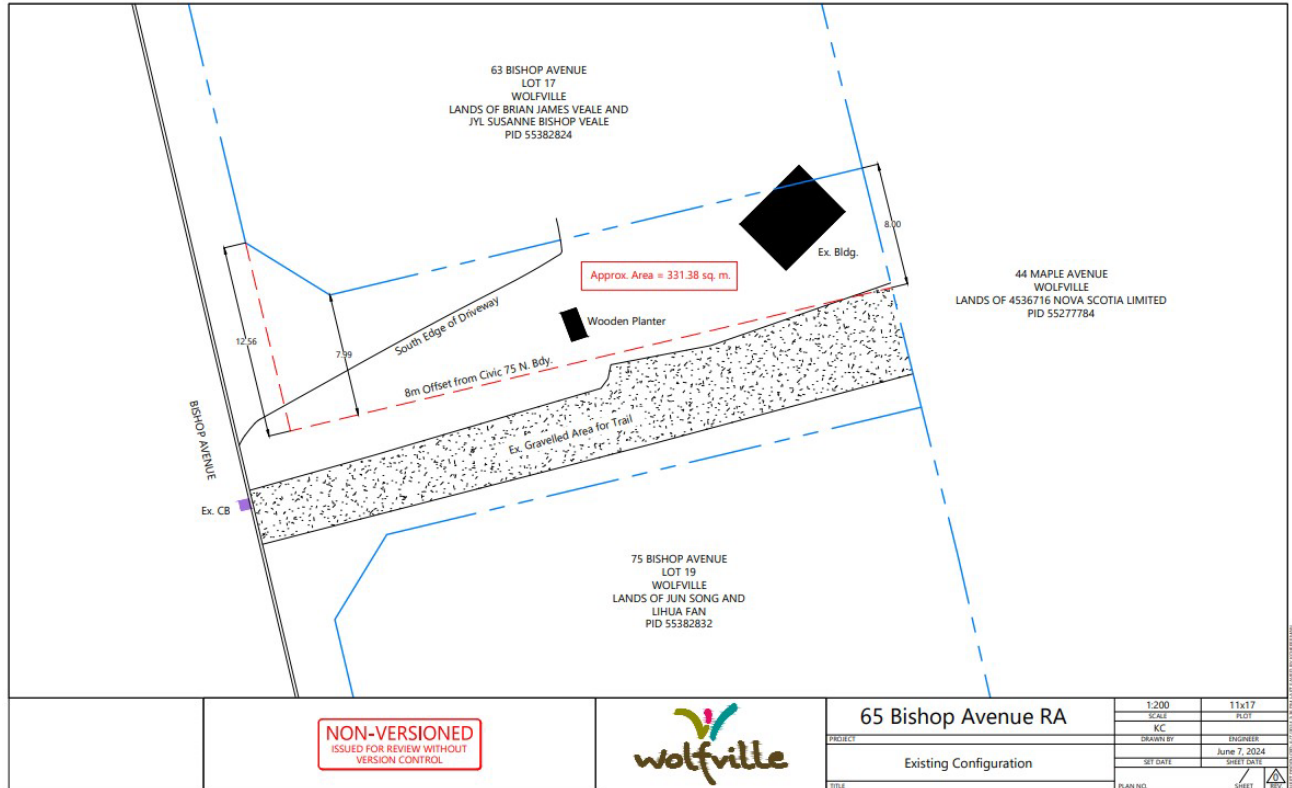 63 BISHOP AVENUE
LOT 17
WOLFVILLE
LANDS OF BRIAN JAMES VEALE AND
JYL SUSANNE BISHOP VEALE
PID 55382824
8.00
Ex. Bldg.
Approx. Area = 331.38 sq. m.
44 MAPLE AVENUE
WOLFVILLE
LANDS OF 4536716 NOVA SCOTIA LIMITED
PID 55277784
Wooden Planter
South Edge of Driveway
12.56
7.99
8m Offset from Civic 75 N. Bdy.
BISHOP AVENUE
Ex. Gravelled Area for Trail
Ex. CB
75 BISHOP AVENUE
LOT 19
WOLFVILLE
LANDS OF JUN SONG AND
LIHUA FAN
PID 55382832
NON-VERSIONED
ISSUED FOR REVIEW WITHOUT
VERSION CONTROL
wolfville
65 Bishop Avenue RA
PROJECT
Existing Configuration
TITLE
1:200
SCALE
11x17
PLOT
KC
DRAWN BY
ENGINEER
June 7, 2024
SET DATE
SHEET DATE
PLAN NO.
/
SHEET
0
REV.